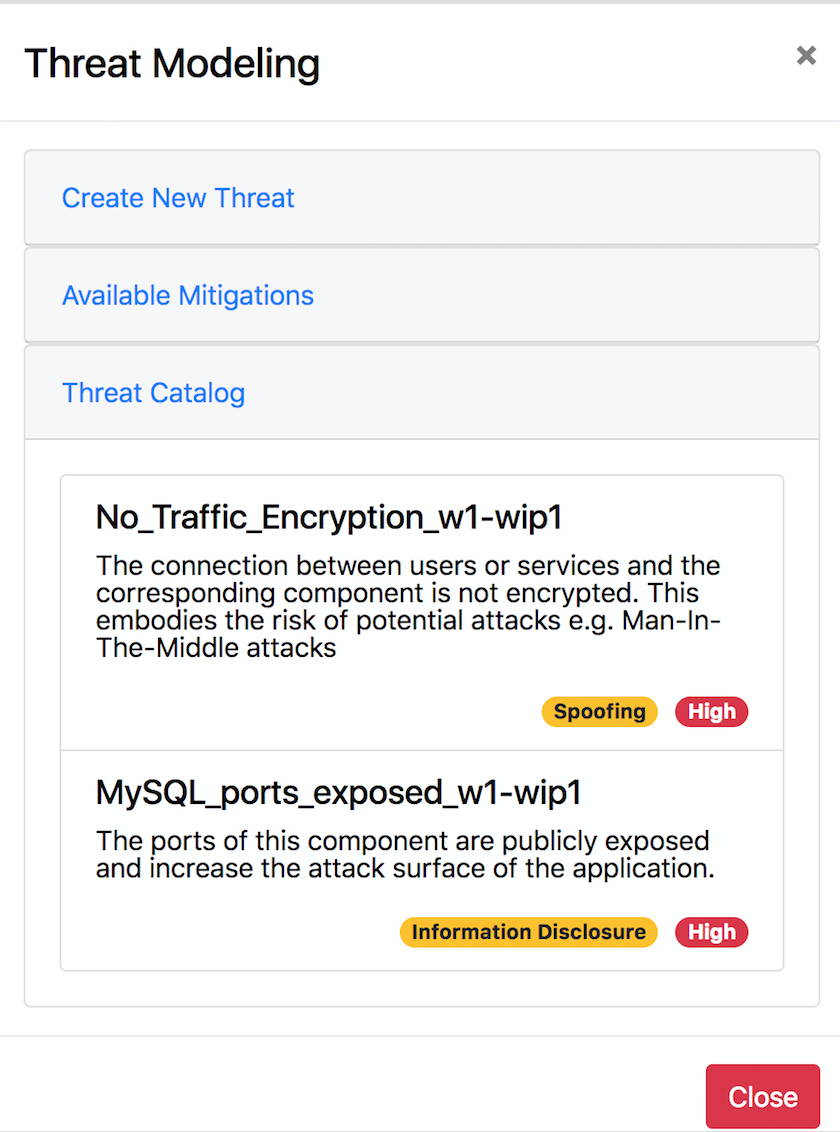 Threat Modeling
×
Create New Threat
Available Mitigations
Threat Catalog
No_Traffic_Encryption_w1-wip1
The connection between users or services and the
corresponding component is not encrypted. This
embodies the risk of potential attacks e.g. Man-In-
The-Middle attacks
Spoofing High
MySQL_ports_exposed_w1-wip1
The ports of this component are publicly exposed
and increase the attack surface of the application.
Information Disclosure High
Close